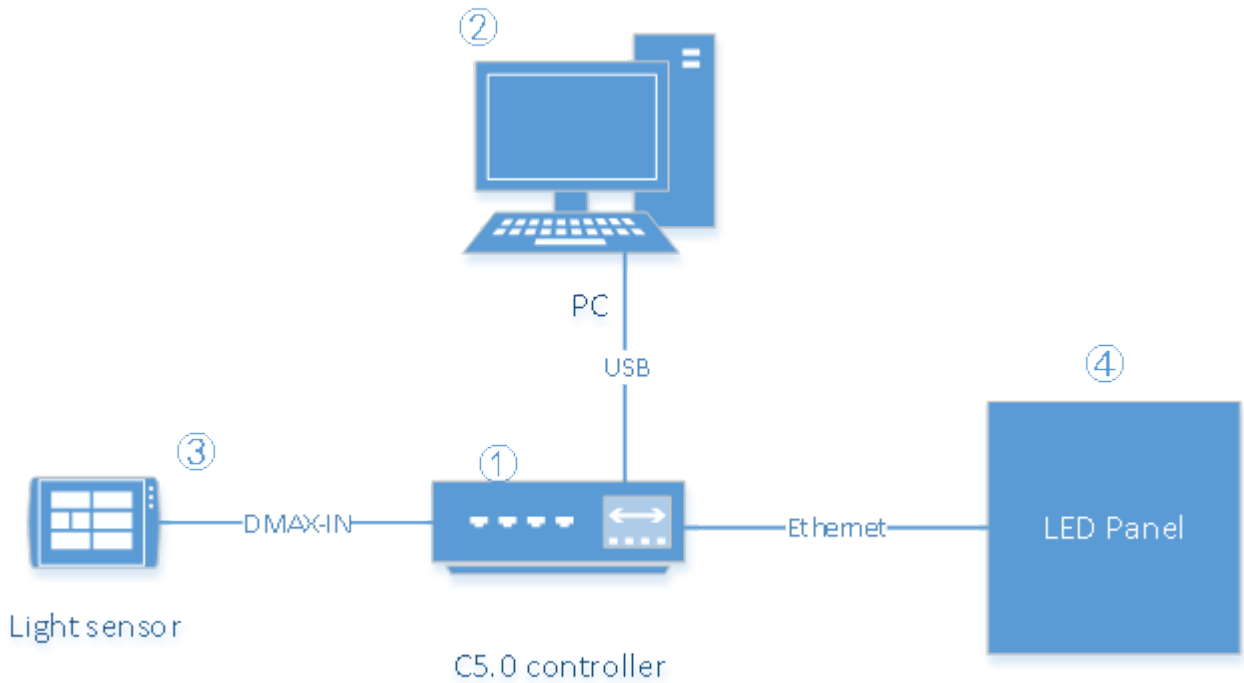 ②
PC
USB
④
③
①
DMAX-IN
Ethernet
LED Panel
Light sensor
C5.0 controller